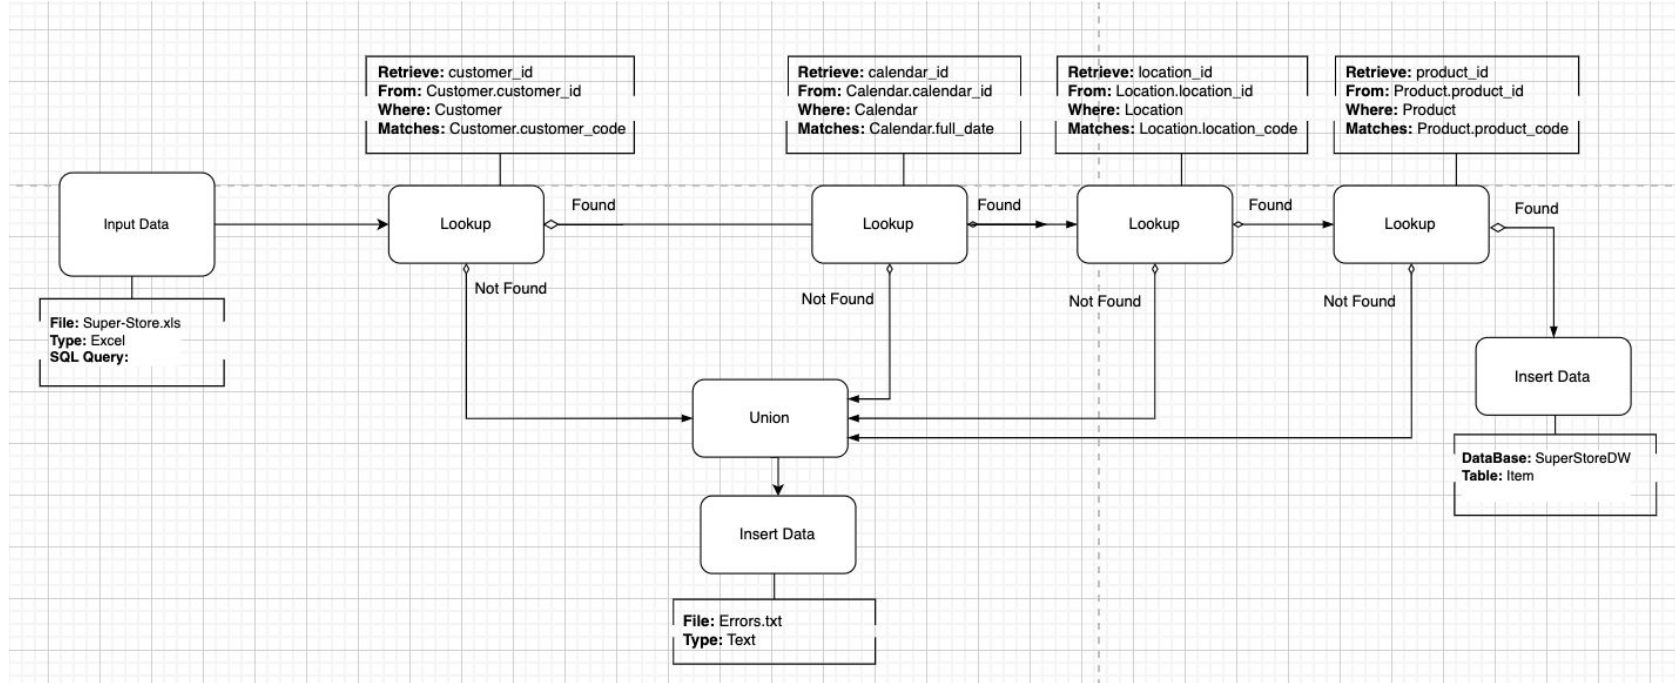 Retrieve: customer_id
From: Customer.customer_id
Where: Customer
Matches: Customer.customer_code
Retrieve: calendar_id
From: Calendar.calendar_id
Where: Calendar
Matches: Calendar.full_date
Retrieve: location_id
From: Location.location_id
Where: Location
Matches: Location.location_code
Retrieve: product_id
From: Product.product_id
Where: Product
Matches: Product.product_code
Input Data
Lookup
Found
Lookup
Found
Lookup
Found
Lookup
Found
Not Found
Not Found
Not Found
Not Found
File: Super-Store.xls
Type: Excel
SQL Query:
Union
Insert Data
DataBase: SuperStoreDW
Table: Item
Insert Data
File: Errors.txt
Type: Text